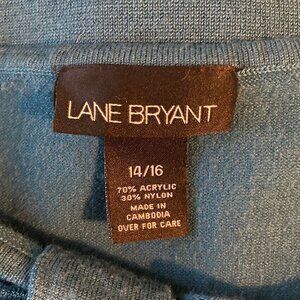 LANE BRYANT
14/16
70% ACRYLIC
30% NYLON
MADE IN
CAMBODIA
OVER FOR CARE